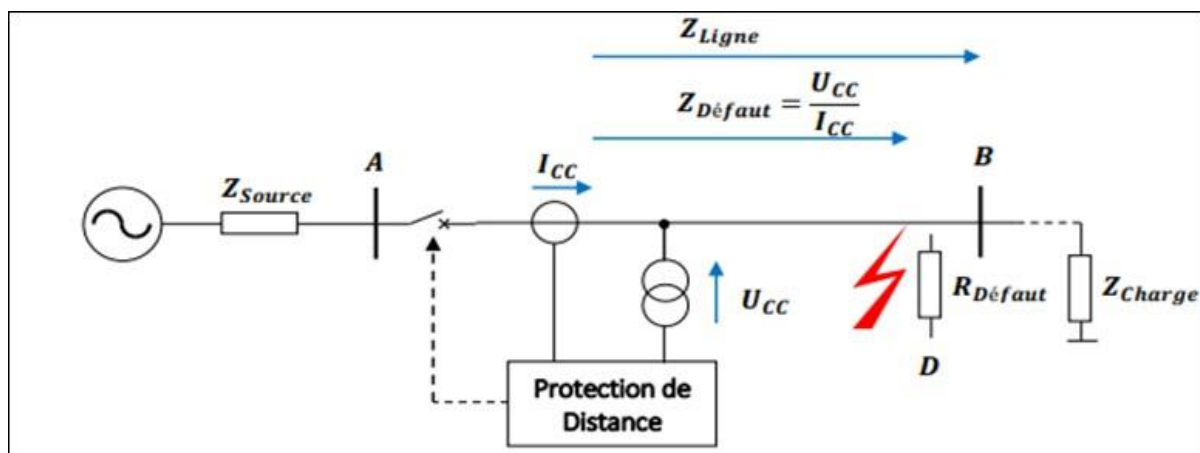 Z_Ligne
Z_Défaut = U_CC / I_CC
A
I_CC
B
Z_Source
U_CC
R_Défaut
Z_Charge
D
Protection de
Distance